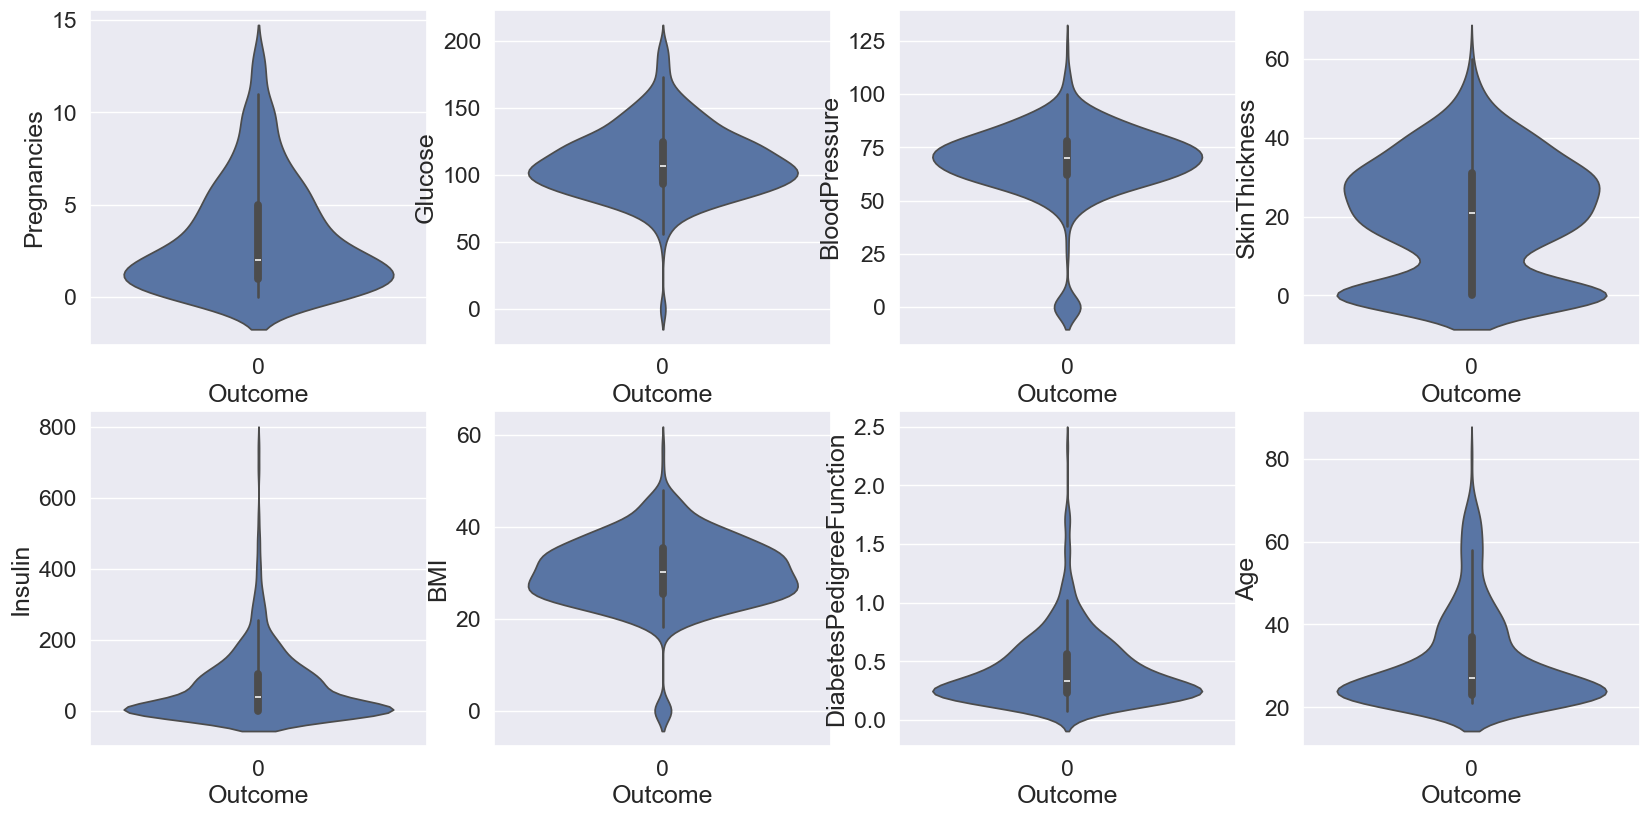 15
10
5
0
Pregnancies
0
Outcome
200
150
100
50
0
Glucose
0
Outcome
125
100
75
50
25
0
BloodPressure
0
Outcome
60
40
20
0
SkinThickness
0
Outcome
800
600
400
200
0
Insulin
0
Outcome
60
40
20
0
BMI
0
Outcome
2.5
2.0
1.5
1.0
0.5
0.0
DiabetesPedigreeFunction
0
Outcome
80
60
40
20
Age
0
Outcome